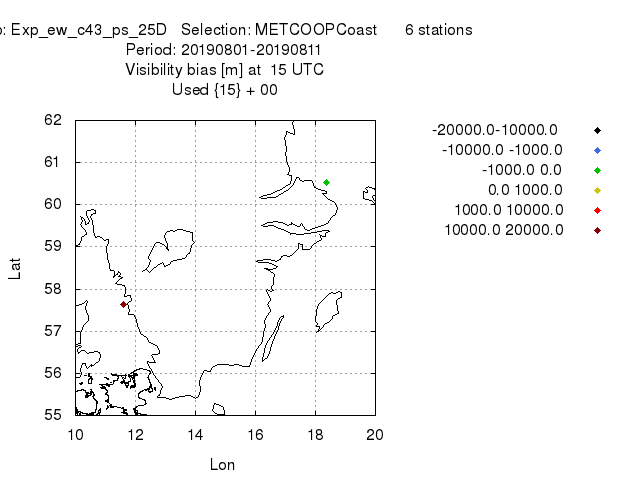 : Exp_ew_c43_ps_25D Selection: METCOOPCoast 6 stations
Period: 20190801-20190811
Visibility bias [m] at 15 UTC
Used {15} + 00
-20000.0-10000.0
-10000.0 -1000.0
-1000.0 0.0
0.0 1000.0
1000.0 10000.0
10000.0 20000.0
62
61
60
59
58
57
56
55
Lat
10 12 14 16 18 20
Lon